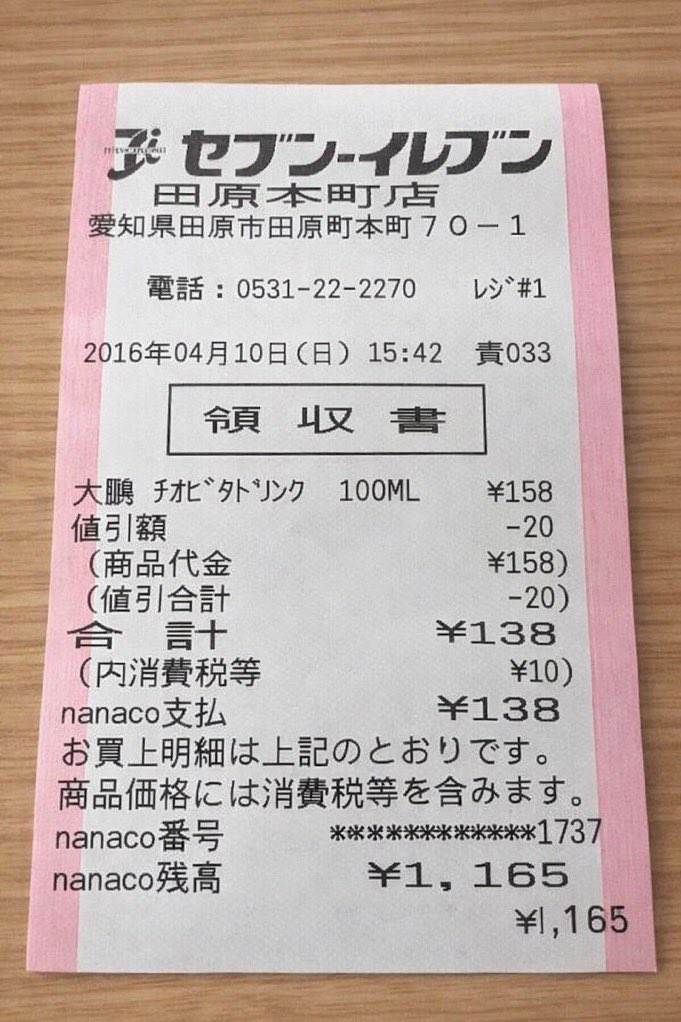 セブン-イレブン
田原本町店
愛知県田原市田原町本町70-1
電話:0531-22-2270 レジ#1
2016年04月10日(日) 15:42 責033
領収書
大鵬 チオビタドリンク 100ML ¥158
値引額 -20
(商品代金 ¥158)
(値引合計 -20)
合計 ¥138
(内消費税等 ¥10)
nanaco支払 ¥138
お買上明細は上記のとおりです。
商品価格には消費税等を含みます。
nanaco番号 ************1737
nanaco残高 ¥1,165
¥1,165